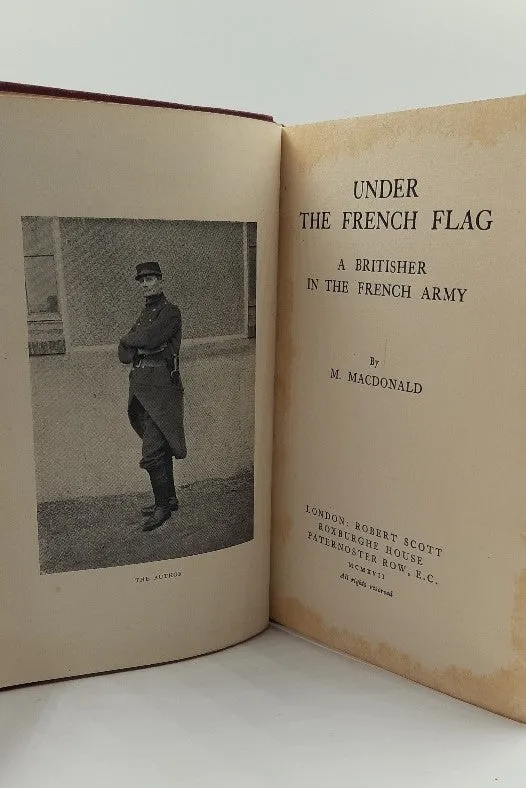 THE AUTHOR
UNDER
THE FRENCH FLAG
A BRITISHER
IN THE FRENCH ARMY
By
M. MACDONALD
LONDON: ROBERT SCOTT
ROXBURGHE HOUSE
PATERNOSTER ROW, E.C.
MCMXVII
All rights reserved